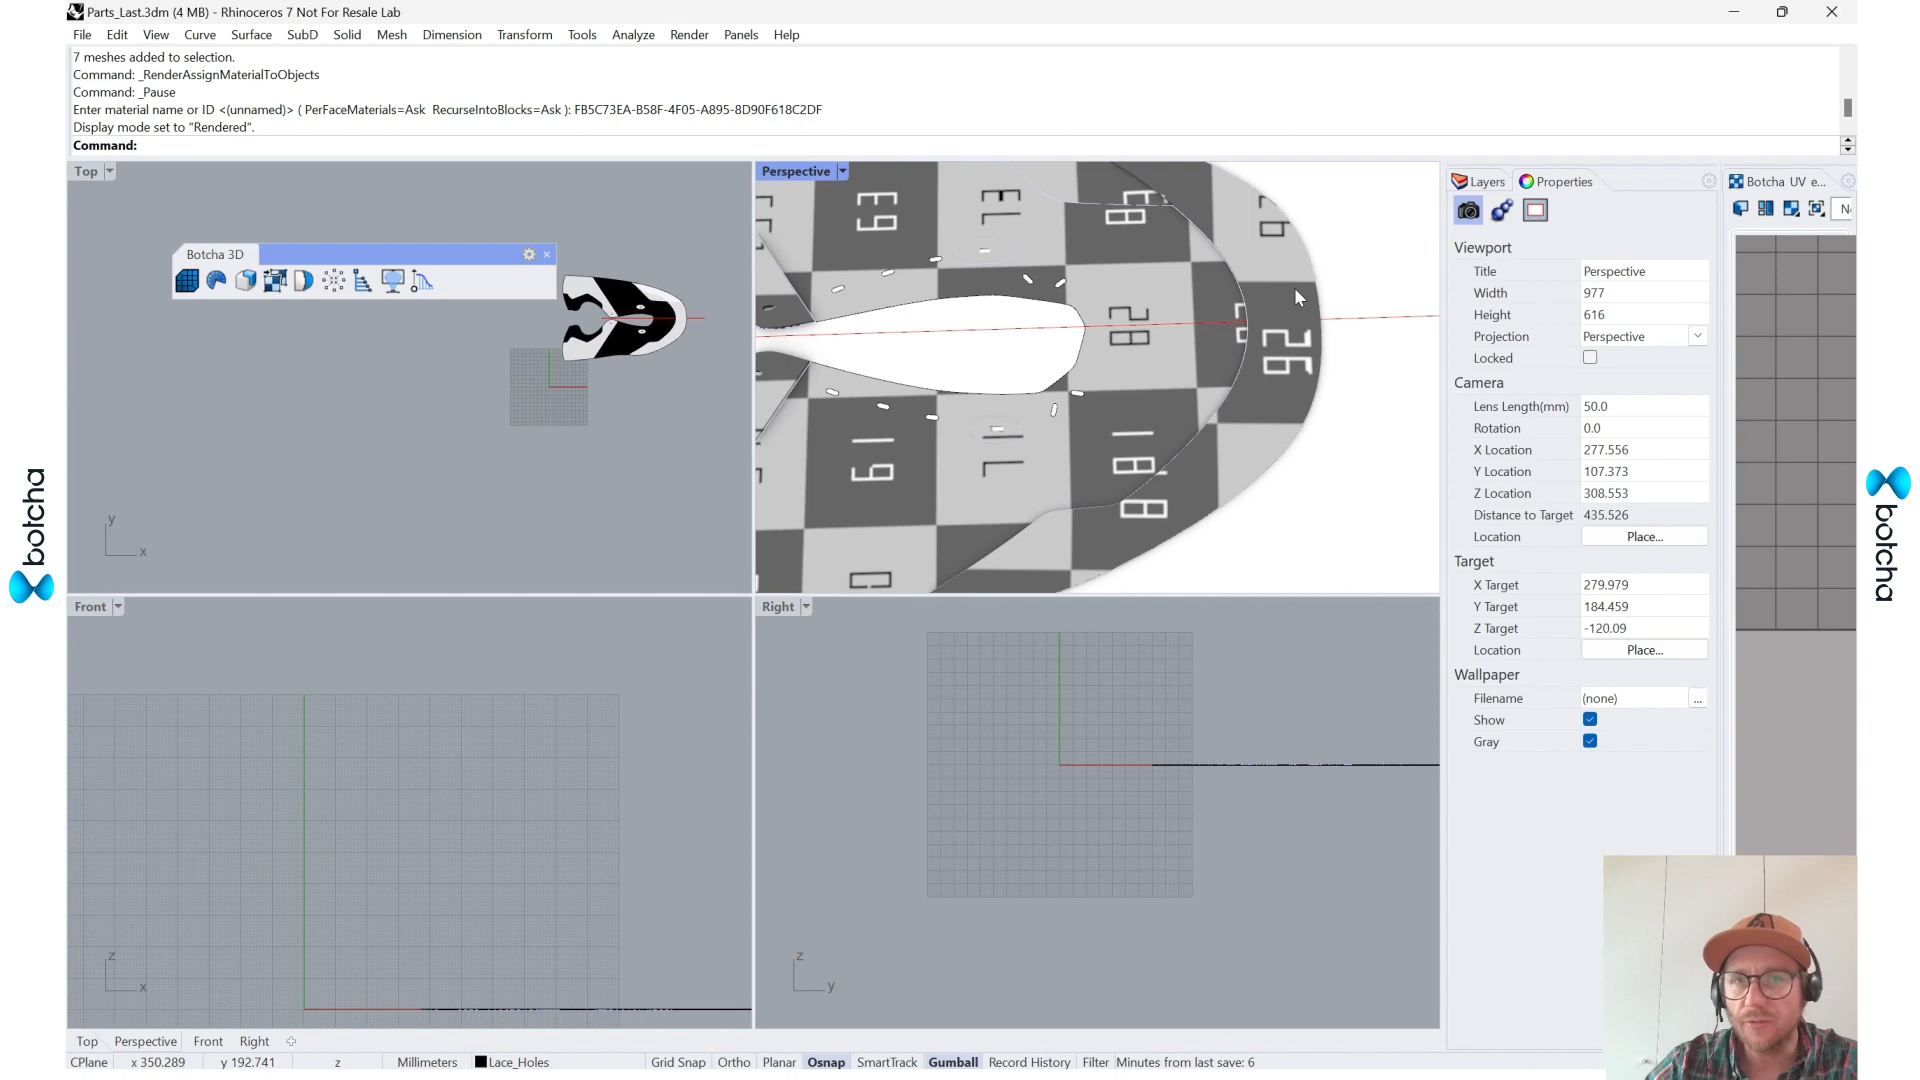 Parts_Last.3dm (4 MB) - Rhinoceros 7 Not For Resale Lab
File Edit View Curve Surface SubD Solid Mesh Dimension Transform Tools Analyze Render Panels Help
7 meshes added to selection.
Command: _RenderAssignMaterialToObjects
Command: _Pause
Enter material name or ID <(unnamed)> ( PerFaceMaterials=Ask RecurseIntoBlocks=Ask ): FB5C73EA-B58F-4F05-A895-8D90F618C2DF
Display mode set to "Rendered".
Command:
Top
Botcha 3D
y
x
Perspective
Front
z
x
Right
z
y
Layers Properties
Viewport
Title Perspective
Width 977
Height 616
Projection Perspective
Locked
Camera
Lens Length(mm) 50.0
Rotation 0.0
X Location 277.556
Y Location 107.373
Z Location 308.553
Distance to Target 435.526
Location Place...
Target
X Target 279.979
Y Target 184.459
Z Target -120.09
Location Place...
Wallpaper
Filename (none) ...
Show
Gray
Botcha UV e...
Top Perspective Front Right
CPlane x 350.289 y 192.741 z Millimeters Lace_Holes Grid Snap Ortho Planar Osnap SmartTrack Gumball Record History Filter Minutes from last save: 6
botcha
botcha